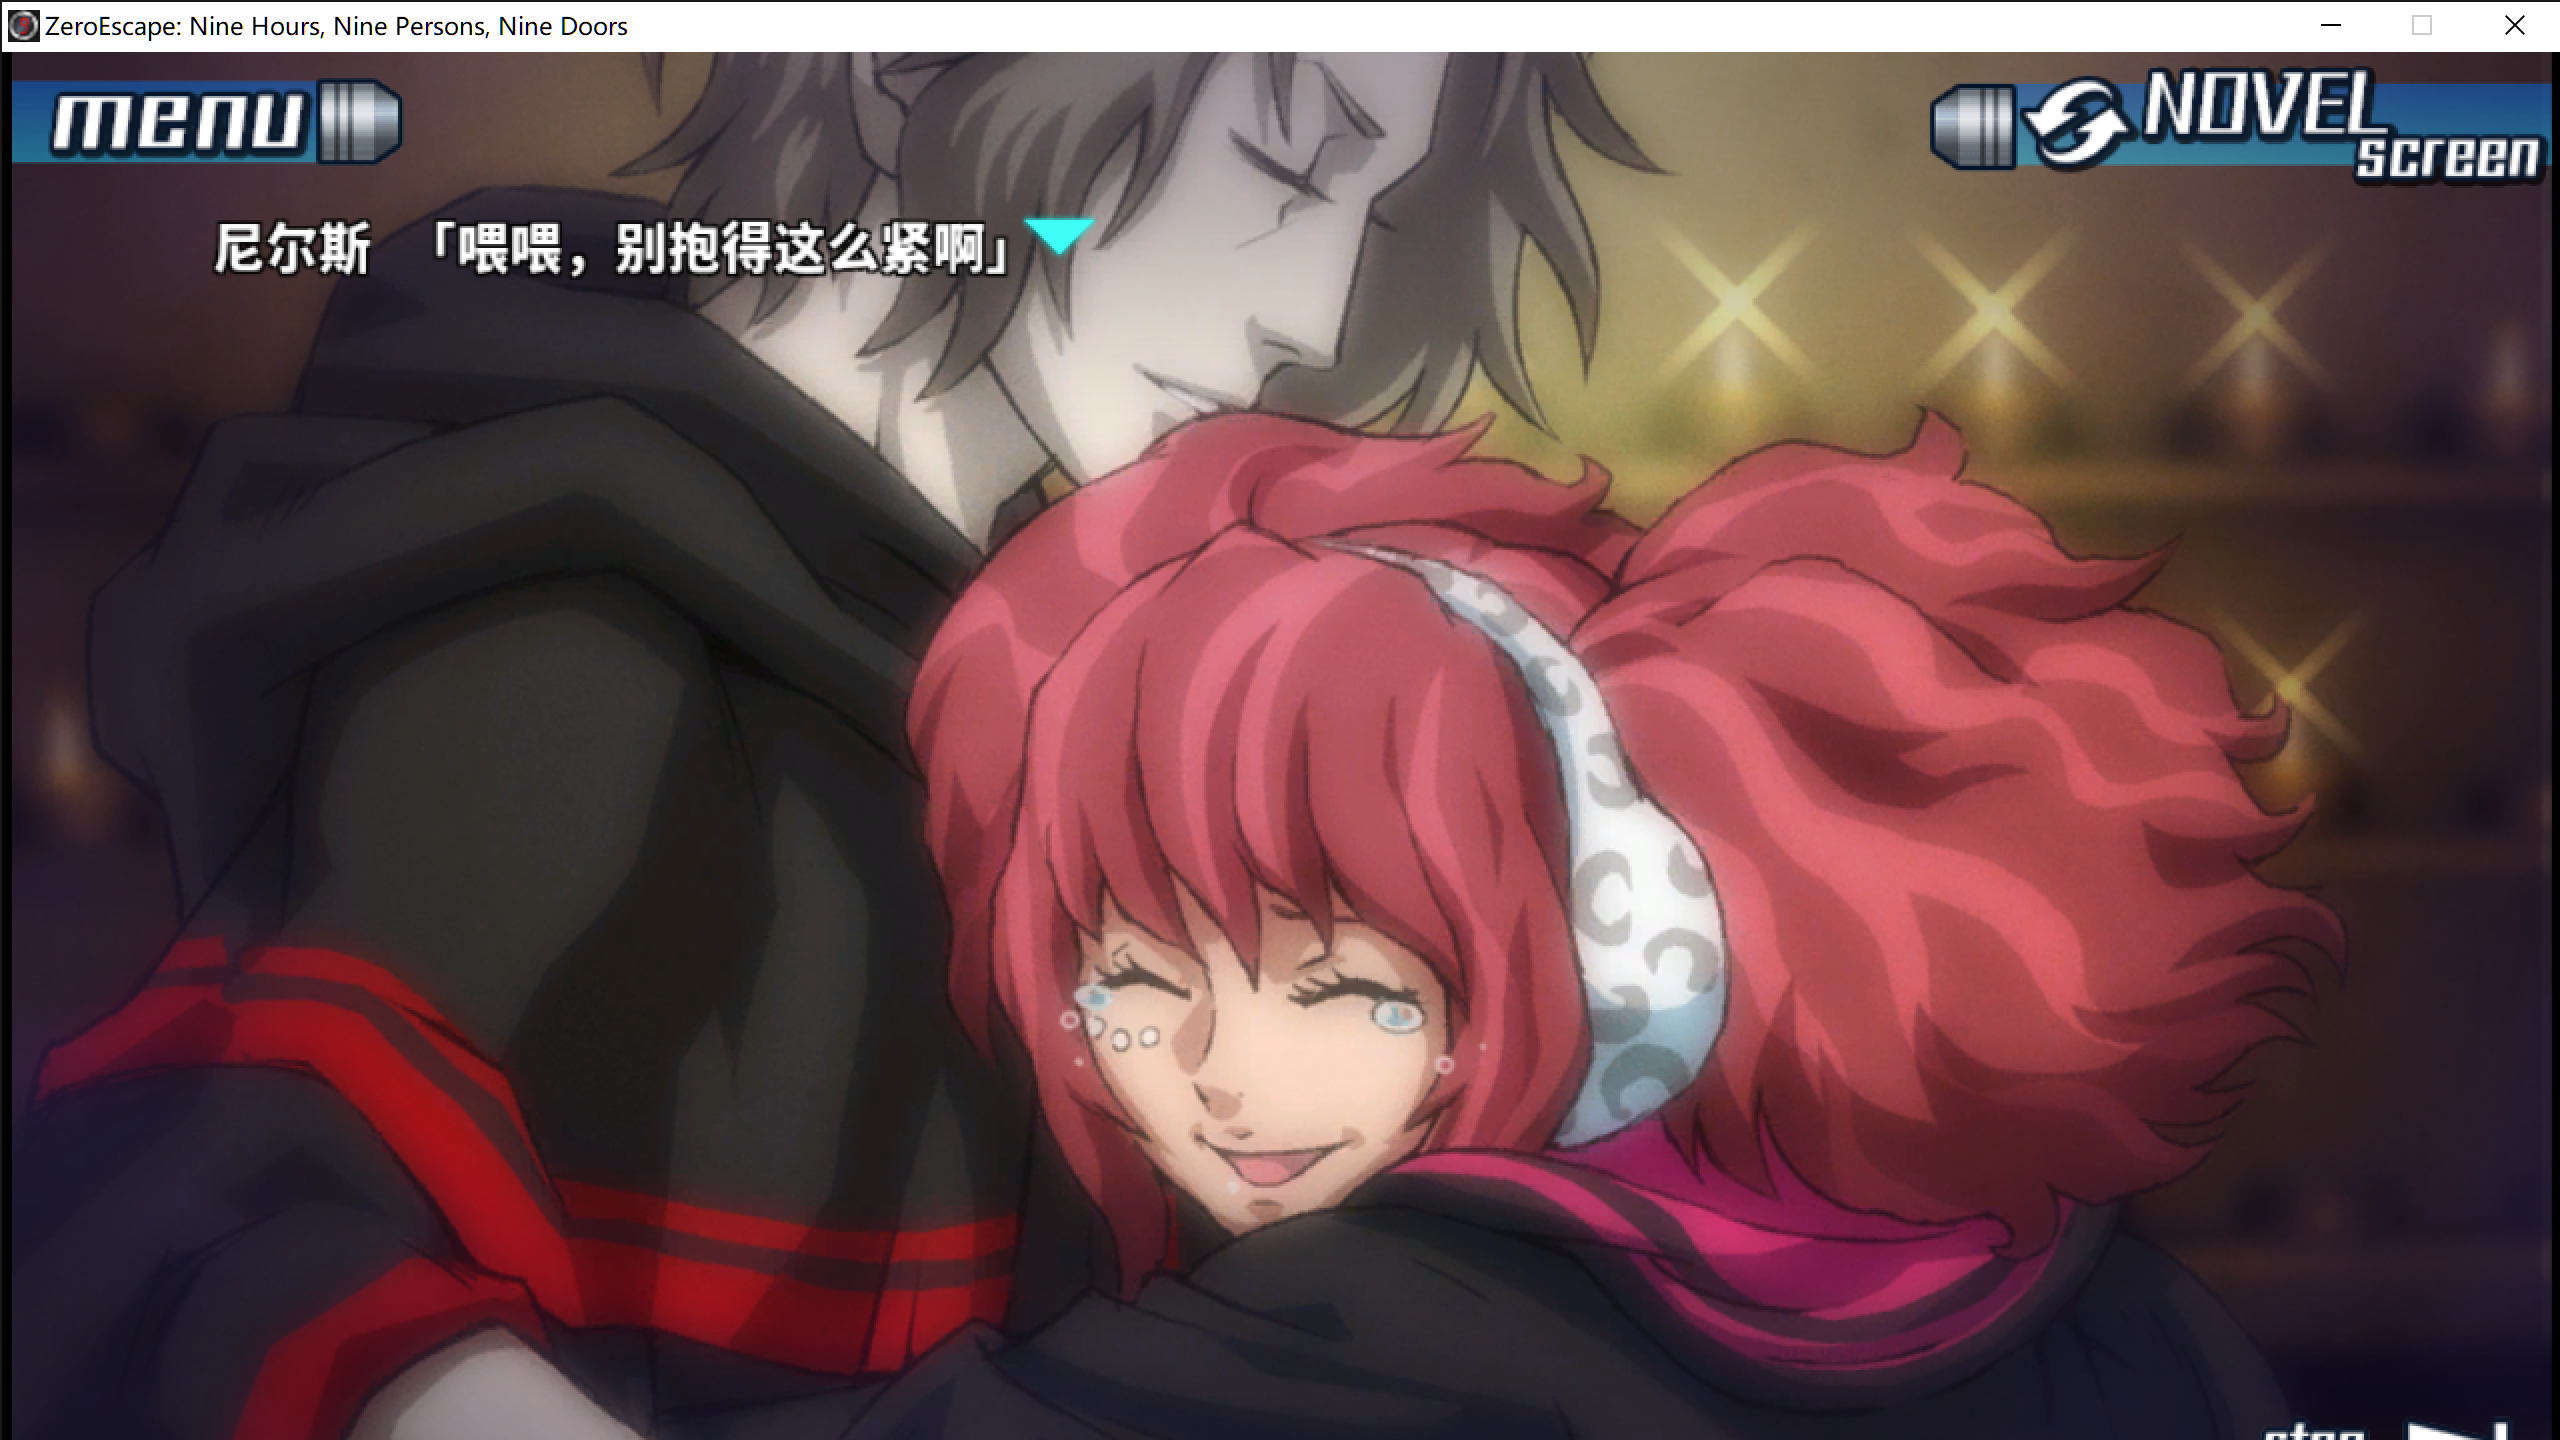 ZeroEscape: Nine Hours, Nine Persons, Nine Doors
menu
NOVEL
screen
尼尔斯 「喂喂，别抱得这么紧啊」